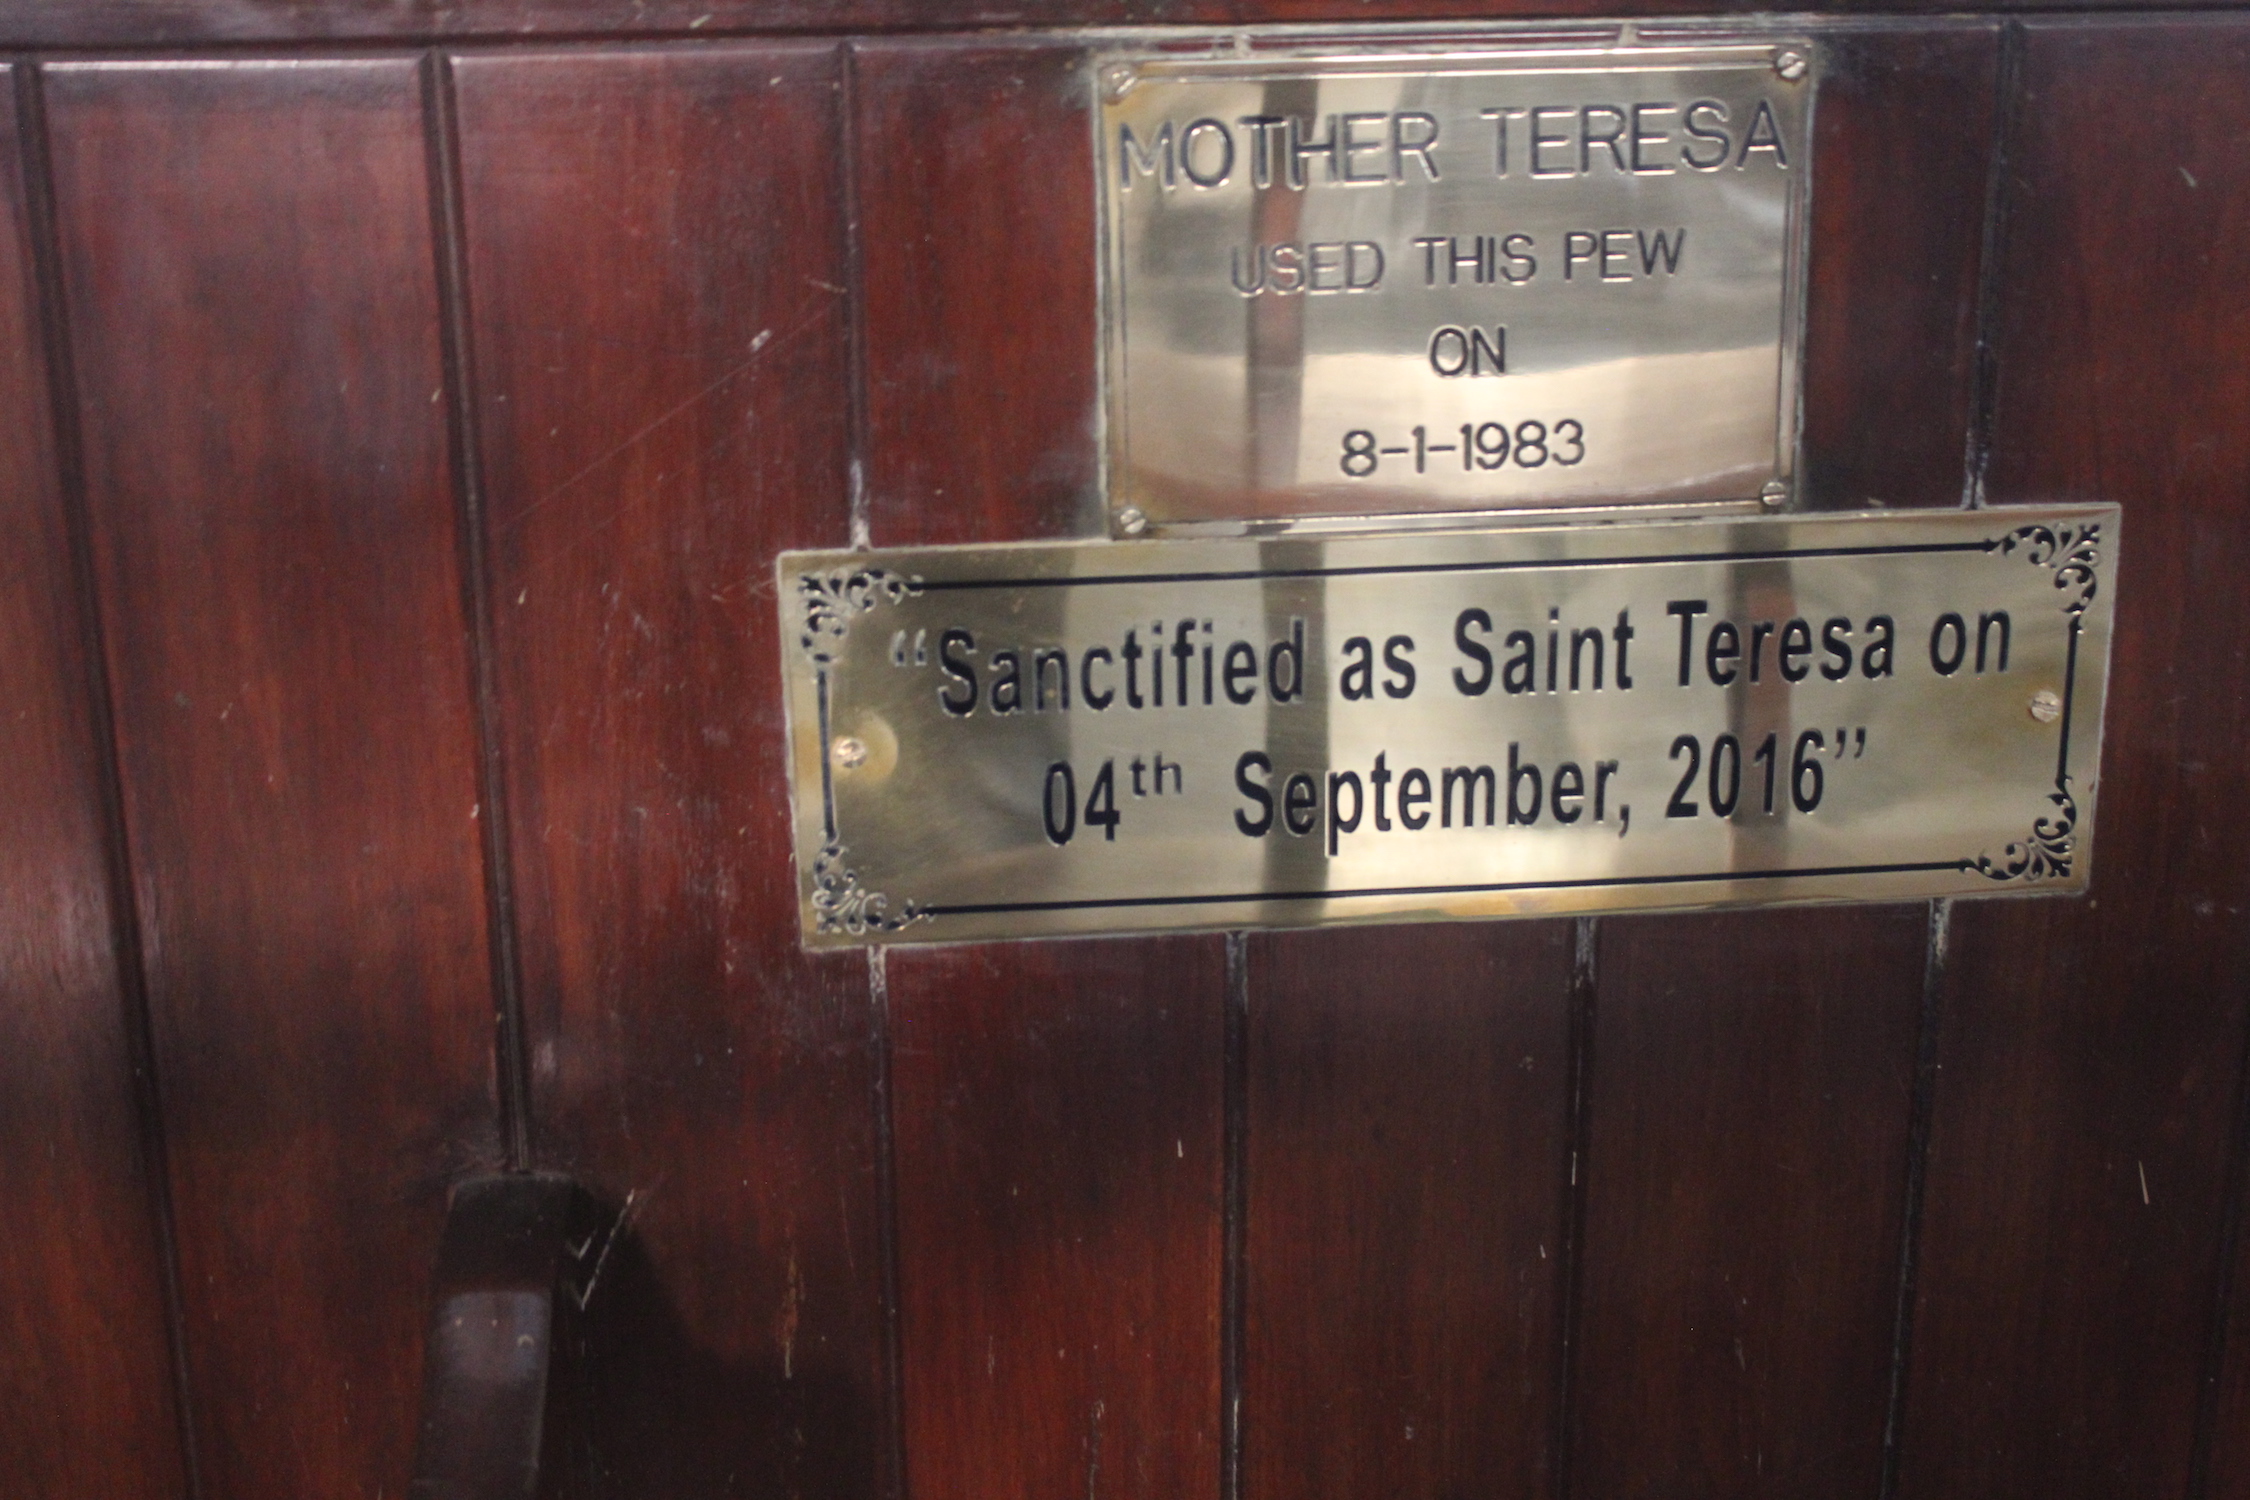 MOTHER TERESA
USED THIS PEW
ON
8-1-1983
“Sanctified as Saint Teresa on
04th September, 2016”